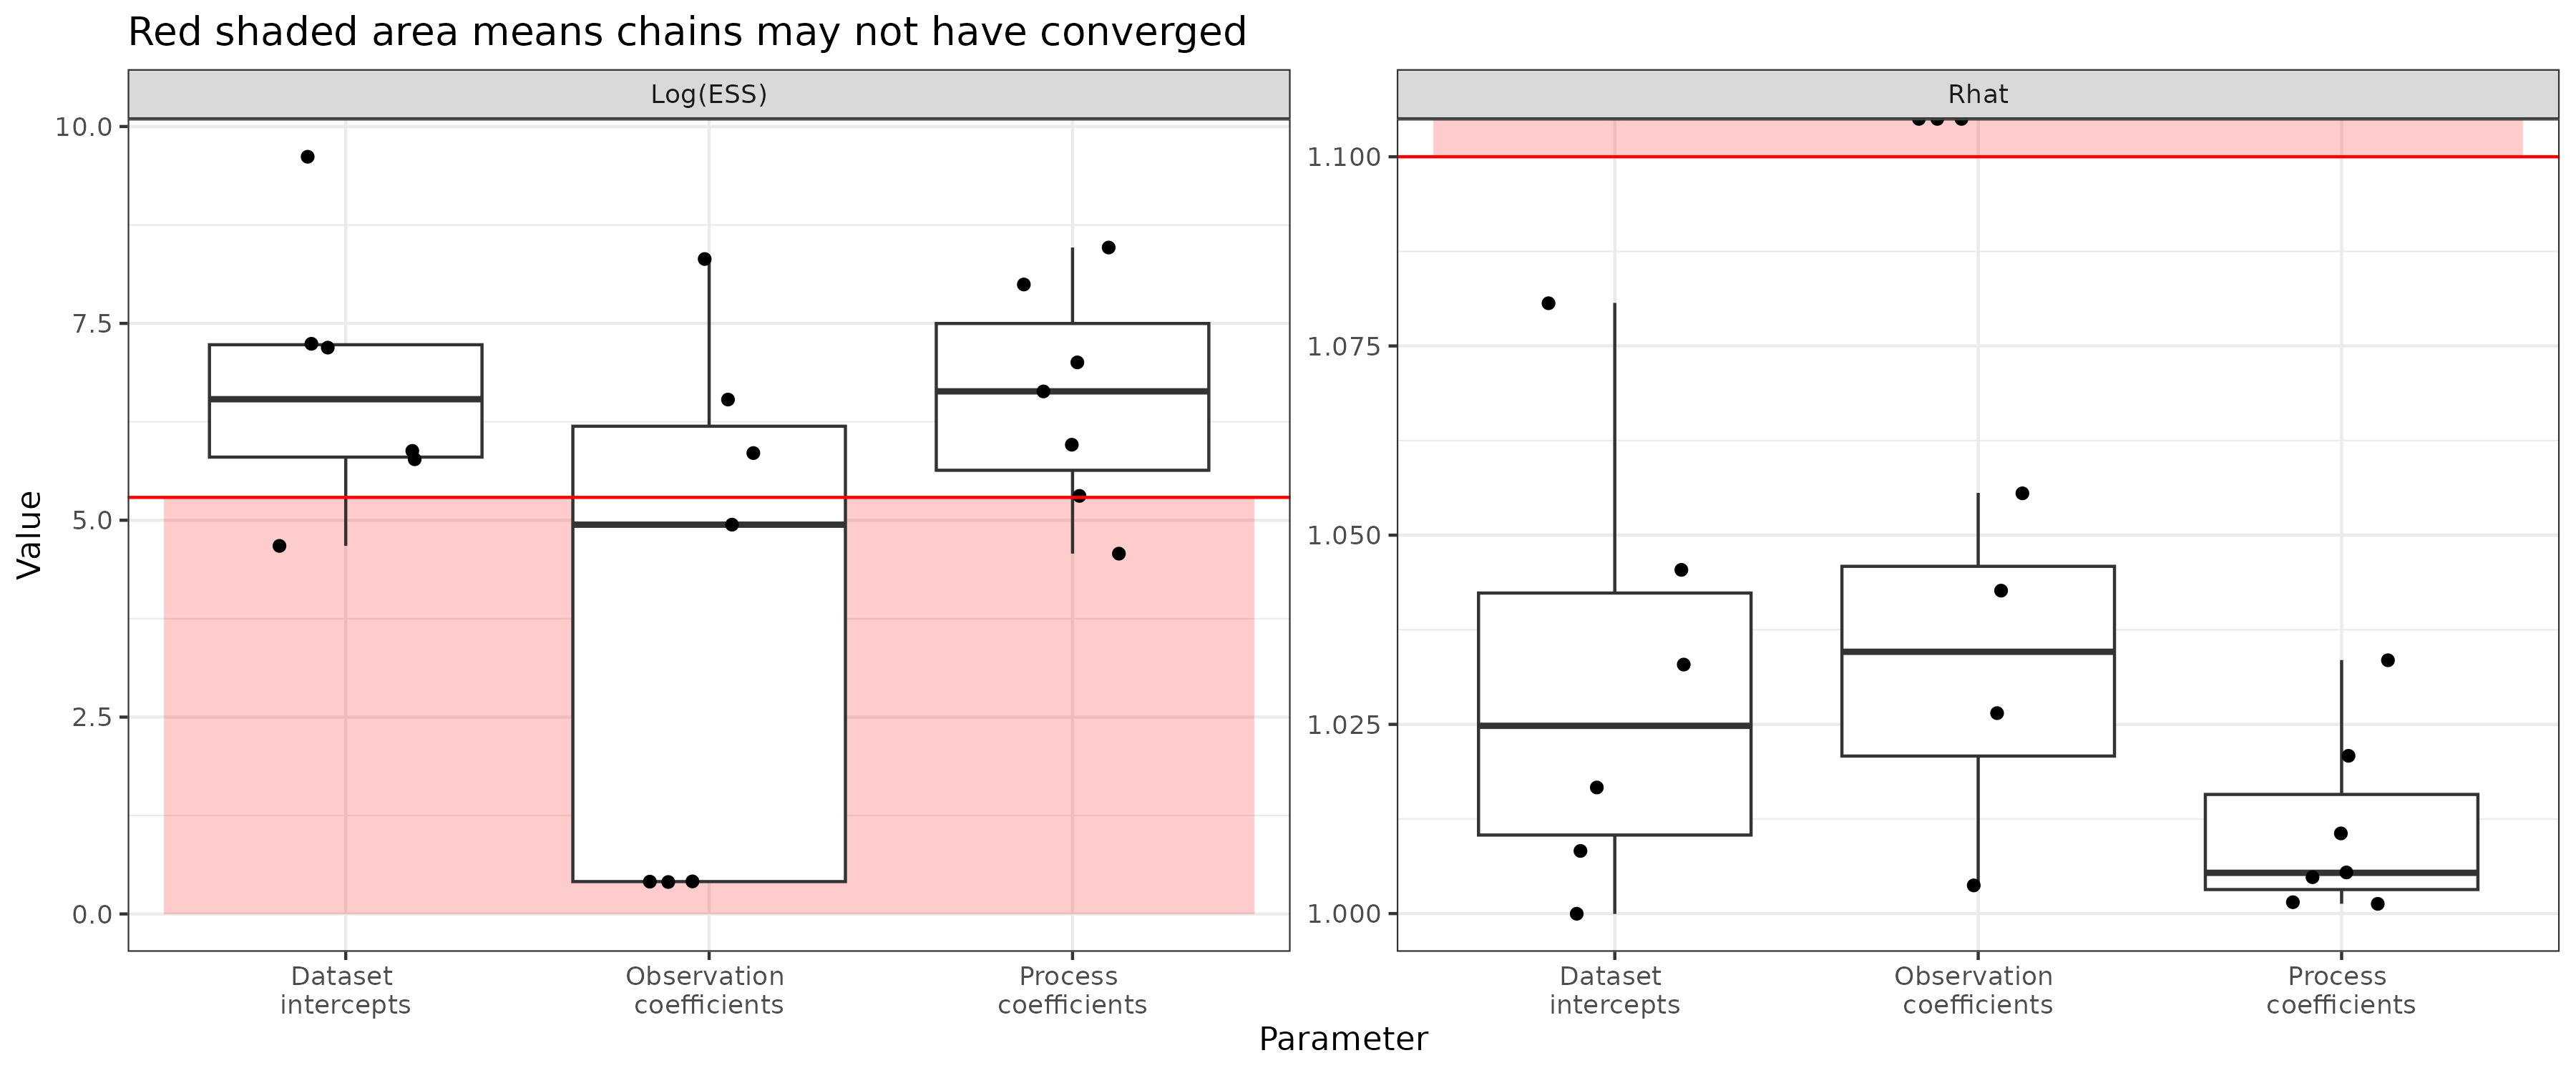 Red shaded area means chains may not have converged
Log(ESS)
Rhat
Value
10.0
7.5
5.0
2.5
0.0
1.100
1.075
1.050
1.025
1.000
Dataset
intercepts
Observation
coefficients
Process
coefficients
Dataset
intercepts
Observation
coefficients
Process
coefficients
Parameter